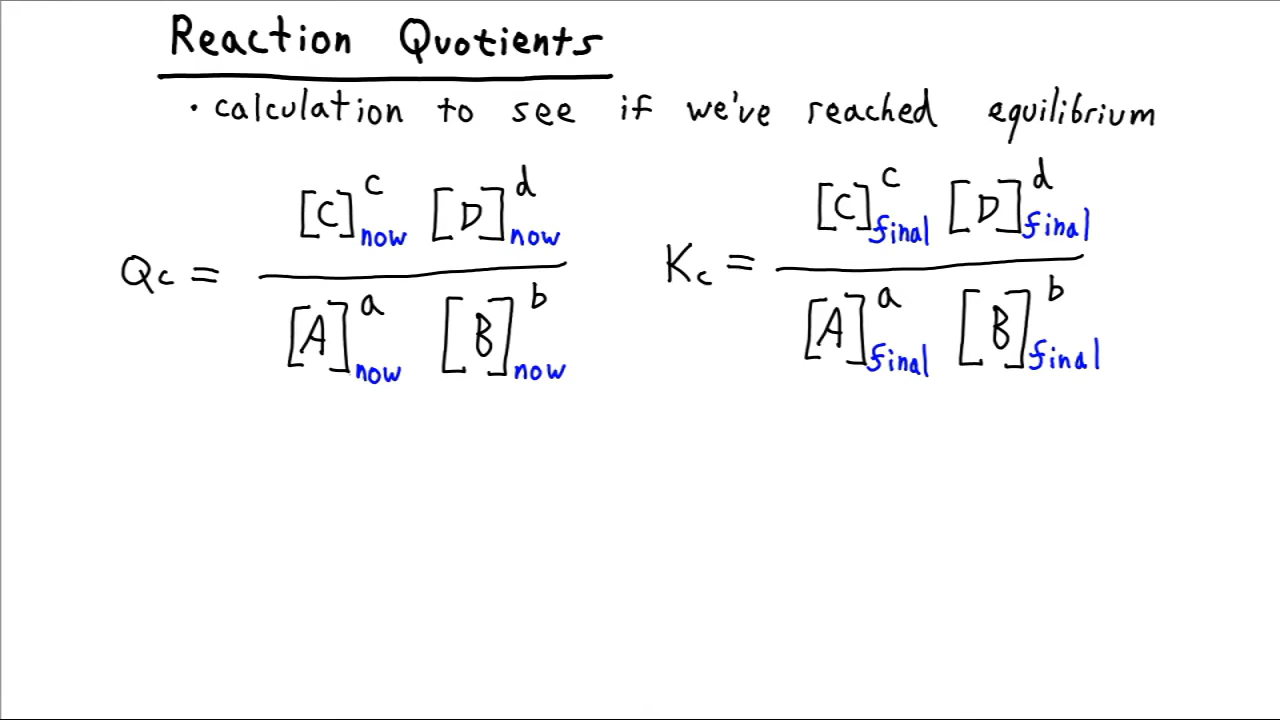 Reaction Quotients
· calculation to see if we've reached equilibrium
[C]^c_now [D]^d_now
Qc =
[A]^a_now [B]^b_now
[C]^c_final [D]^d_final
Kc =
[A]^a_final [B]^b_final